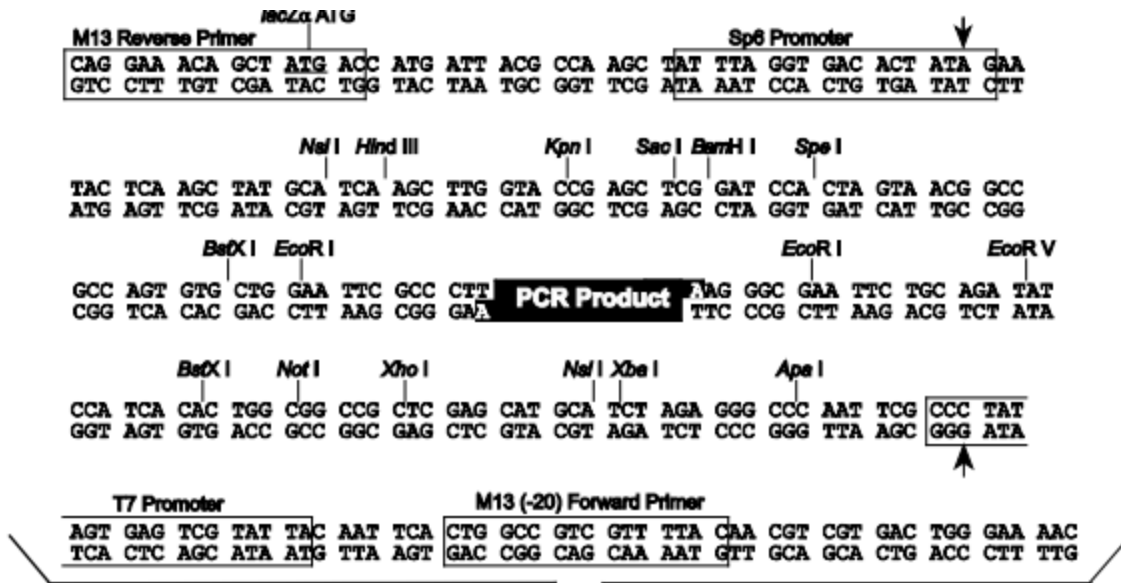 lacZα ATG
M13 Reverse Primer Sp6 Promoter
CAG GAA ACA GCT ATG ACC ATG ATT ACG CCA AGC TAT TTA GGT GAC ACT ATA GAA
GTC CTT TGT CGA TAC TGG TAC TAA TGC GGT TCG ATA AAT CCA CTG TGA TAT CTT
Nsi I Hind III Kpn I Sac I BamH I Spe I
TAC TCA AGC TAT GCA TCA AGC TTG GTA CCG AGC TCG GAT CCA CTA GTA ACG GCC
ATG AGT TCG ATA CGT AGT TCG AAC CAT GGC TCG AGC CTA GGT GAT CAT TGC CGG
BstX I EcoR I EcoR I EcoR V
GCC AGT GTG CTG GAA TTC GCC CTT PCR Product AAG GGC GAA TTC TGC AGA TAT
CGG TCA CAC GAC CTT AAG CGG GAA TTC CCG CTT AAG ACG TCT ATA
BstX I Not I Xho I Nsi I Xba I Apa I
CCA TCA CAC TGG CGG CCG CTC GAG CAT GCA TCT AGA GGG CCC AAT TCG CCC TAT
GGT AGT GTG ACC GCC GGC GAG CTC GTA CGT AGA TCT CCC GGG TTA AGC GGG ATA
T7 Promoter M13 (-20) Forward Primer
AGT GAG TCG TAT TAC AAT TCA CTG GCC GTC GTT TTA CAA CGT CGT GAC TGG GAA AAC
TCA CTC AGC ATA ATG TTA AGT GAC CGG CAG CAA AAT GTT GCA GCA CTG ACC CTT TTG